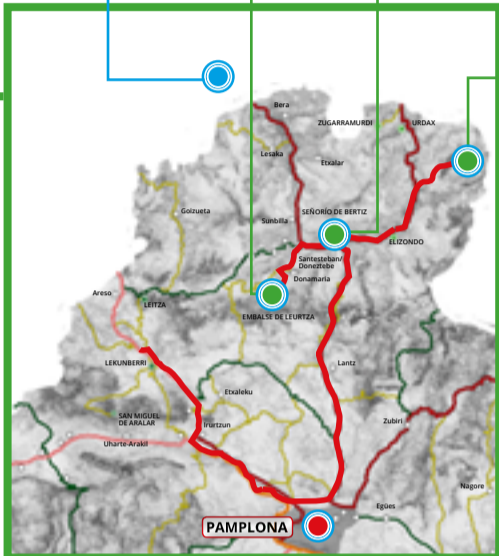 Bera
ZUGARRAMURDI
URDAX
Lesaka
Etxalar
Goizueta
SEÑORÍO DE BERTIZ
Sunbilla
ELIZONDO
Santesteban/
Doneztebe
Donamaria
Areso
LEITZA
EMBALSE DE LEURTZA
LEKUNBERRI
Lantz
Etxaleku
SAN MIGUEL
DE ARALAR
Irurtzun
Zubiri
Uharte-Arakil
Nagore
Egües
PAMPLONA